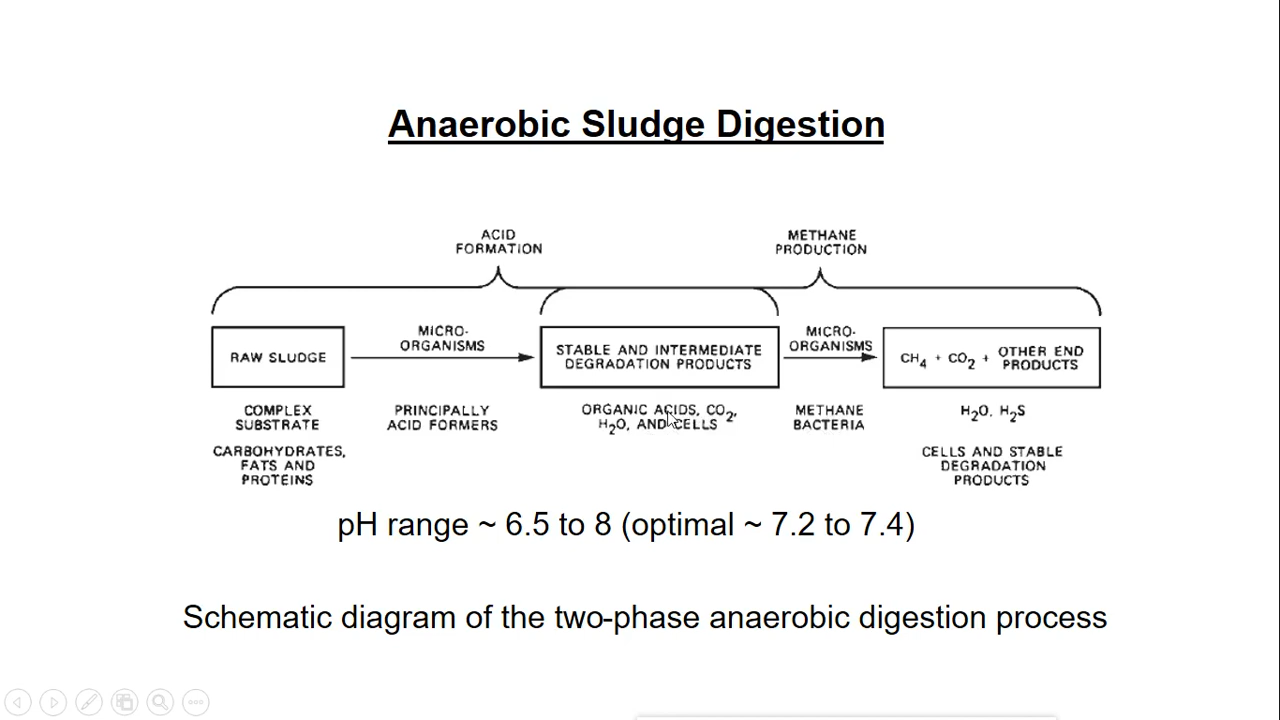 Anaerobic Sludge Digestion
ACID
FORMATION
METHANE
PRODUCTION
RAW SLUDGE
MICRO-
ORGANISMS
STABLE AND INTERMEDIATE
DEGRADATION PRODUCTS
MICRO-
ORGANISMS
CH₄ + CO₂ + OTHER END
PRODUCTS
COMPLEX
SUBSTRATE
CARBOHYDRATES,
FATS AND
PROTEINS
PRINCIPALLY
ACID FORMERS
ORGANIC ACIDS, CO₂,
H₂O, AND CELLS
METHANE
BACTERIA
H₂O, H₂S
CELLS AND STABLE
DEGRADATION
PRODUCTS
pH range ~ 6.5 to 8 (optimal ~ 7.2 to 7.4)
Schematic diagram of the two-phase anaerobic digestion process